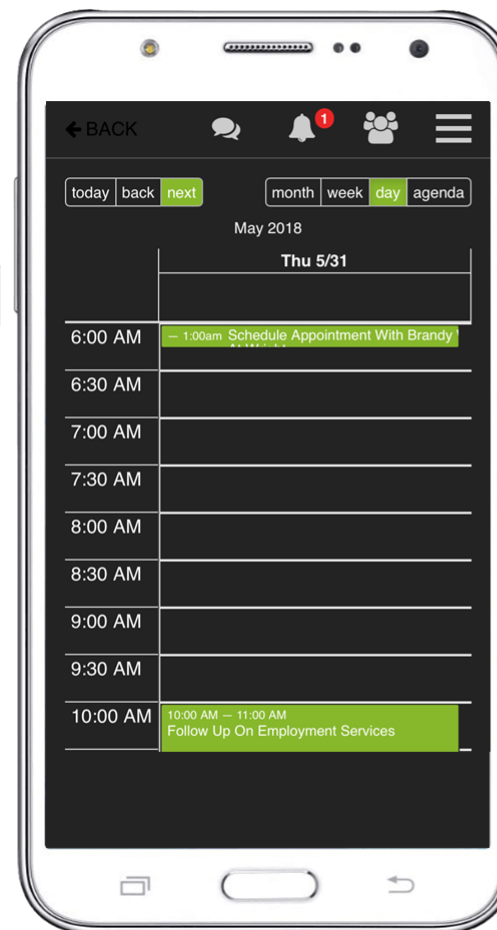 BACK
1
today back next month week day agenda
May 2018
Thu 5/31
6:00 AM
— 1:00am Schedule Appointment With Brandy
6:30 AM
7:00 AM
7:30 AM
8:00 AM
8:30 AM
9:00 AM
9:30 AM
10:00 AM
10:00 AM — 11:00 AM
Follow Up On Employment Services